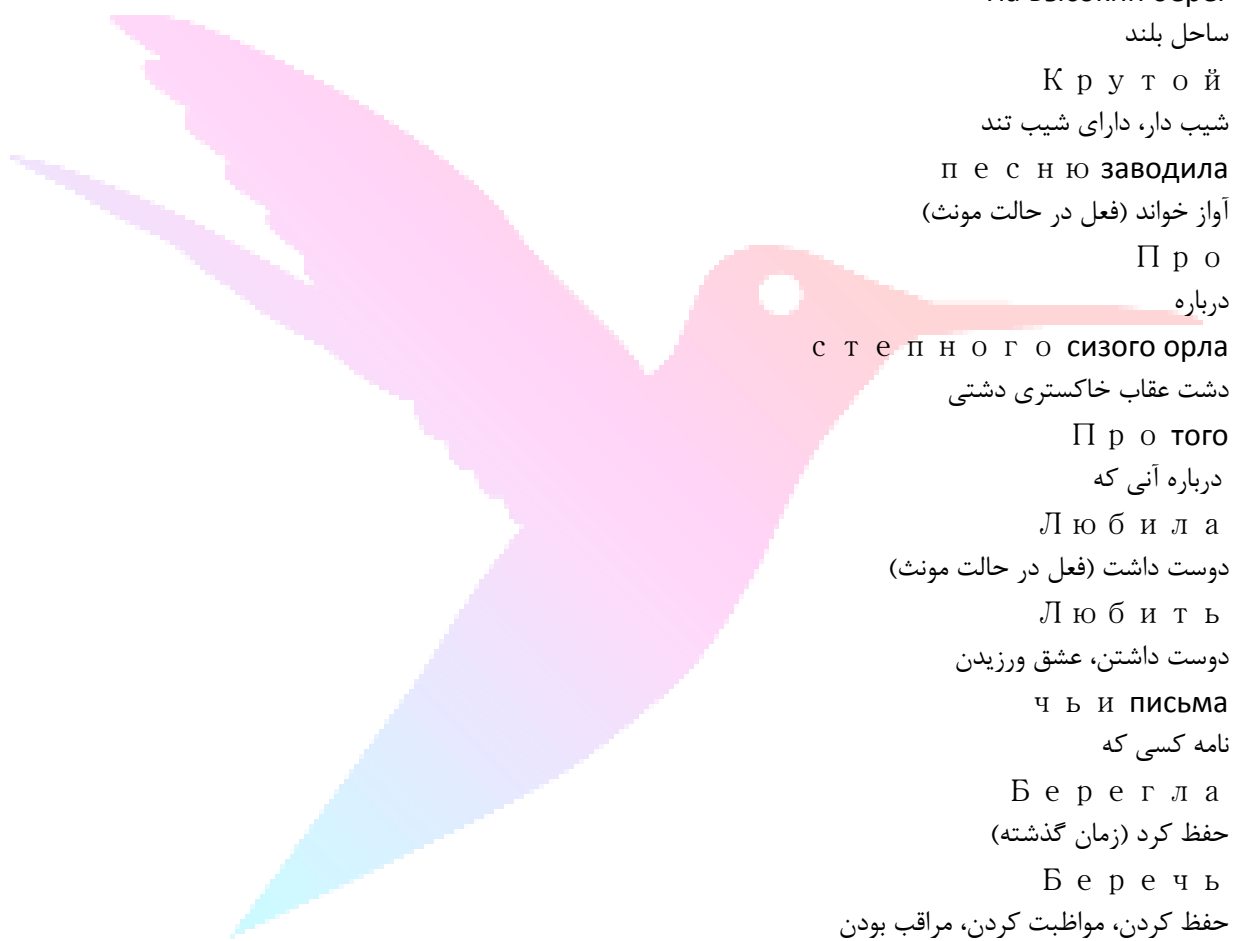 На высокий берег
ساحل بلند
Крутой
شیب دار، دارای شیب تند
песню заводила
آواز خواند (فعل در حالت مونث)
Про
درباره
степного сизого орла
دشت عقاب خاکستری دشتی
Про того
درباره آنی که
Любила
دوست داشت (فعل در حالت مونث)
Любить
دوست داشتن، عشق ورزیدن
чьи письма
نامه کسی که
Берегла
حفظ کرد (زمان گذشته)
Беречь
حفظ کردن، مواظبت کردن، مراقب بودن